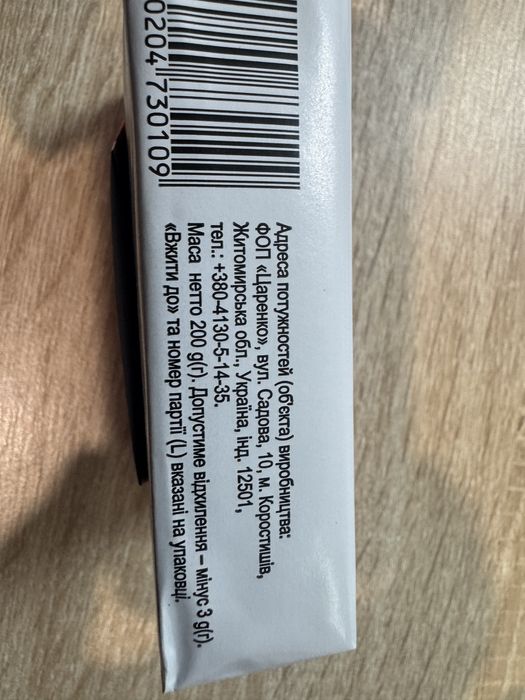 0204 730109
Адреса потужностей (об'єкта) виробництва:
ФОП «Царенко», вул. Садова, 10, м. Коростишів,
Житомирська обл., Україна, інд. 12501,
тел.: +380-4130-5-14-35.
Маса нетто 200 g(г). Допустиме відхилення – мінус 3 g(г).
«Вжити до» та номер партії (L) вказані на упаковці.